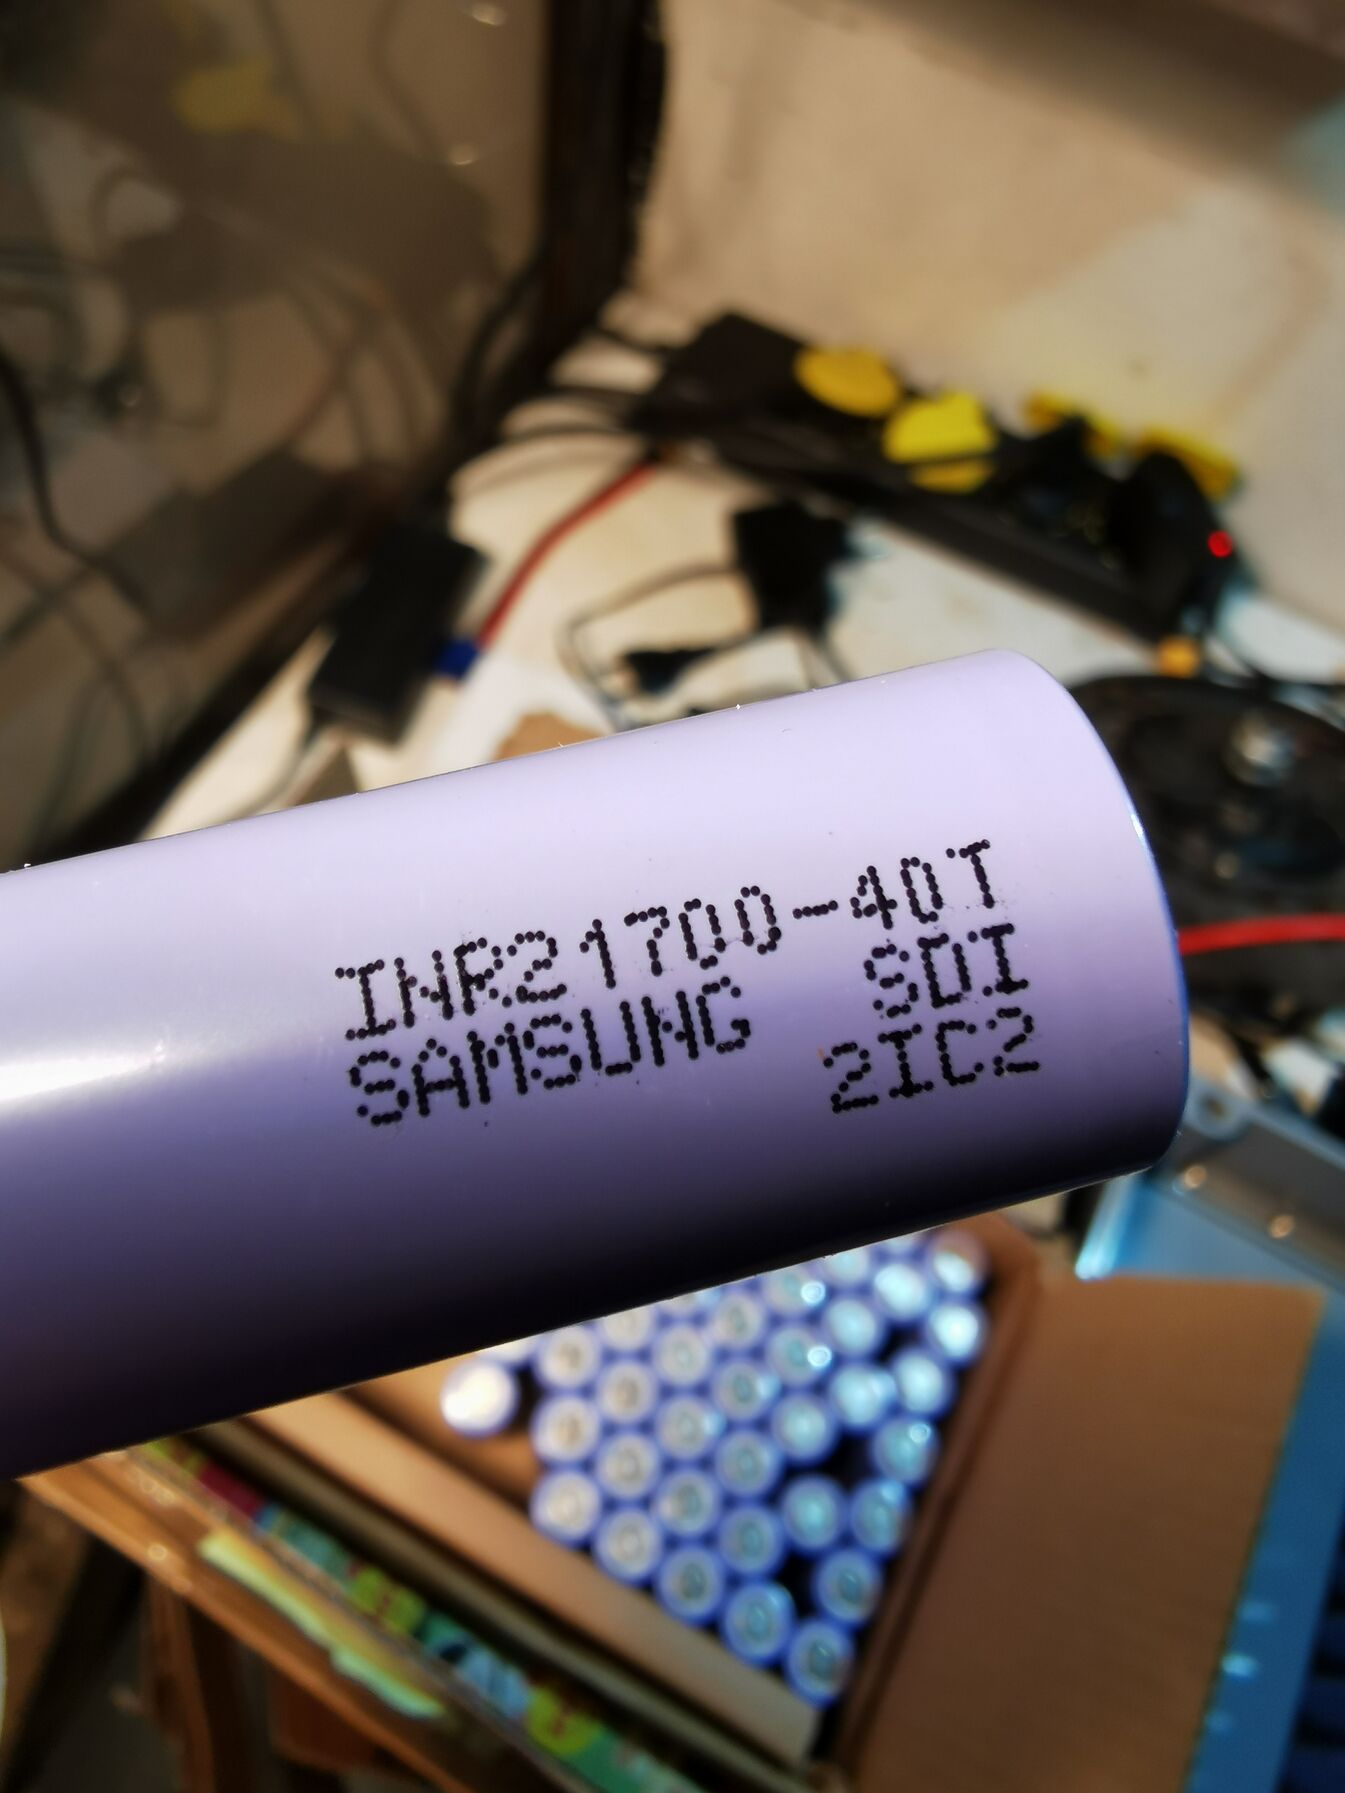 INR21700-40T
SAMSUNG SDI
2IC2